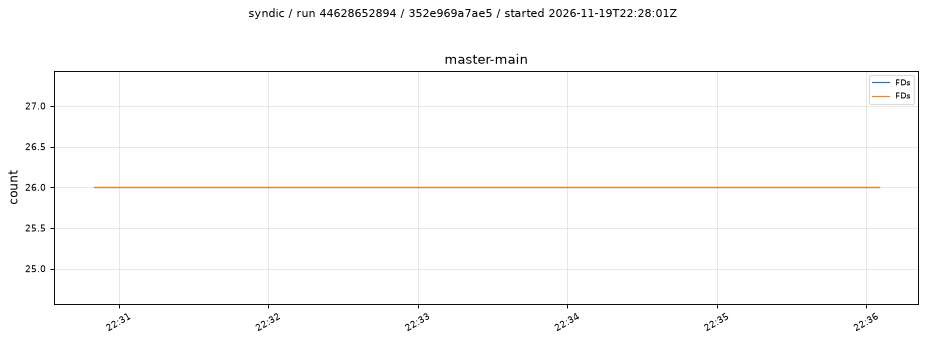 syndic / run 44628652894 / 352e969a7ae5 / started 2026-11-19T22:28:01Z
master-main
FDs
FDs
count
27.0
26.5
26.0
25.5
25.0
22:31
22:32
22:33
22:34
22:35
22:36